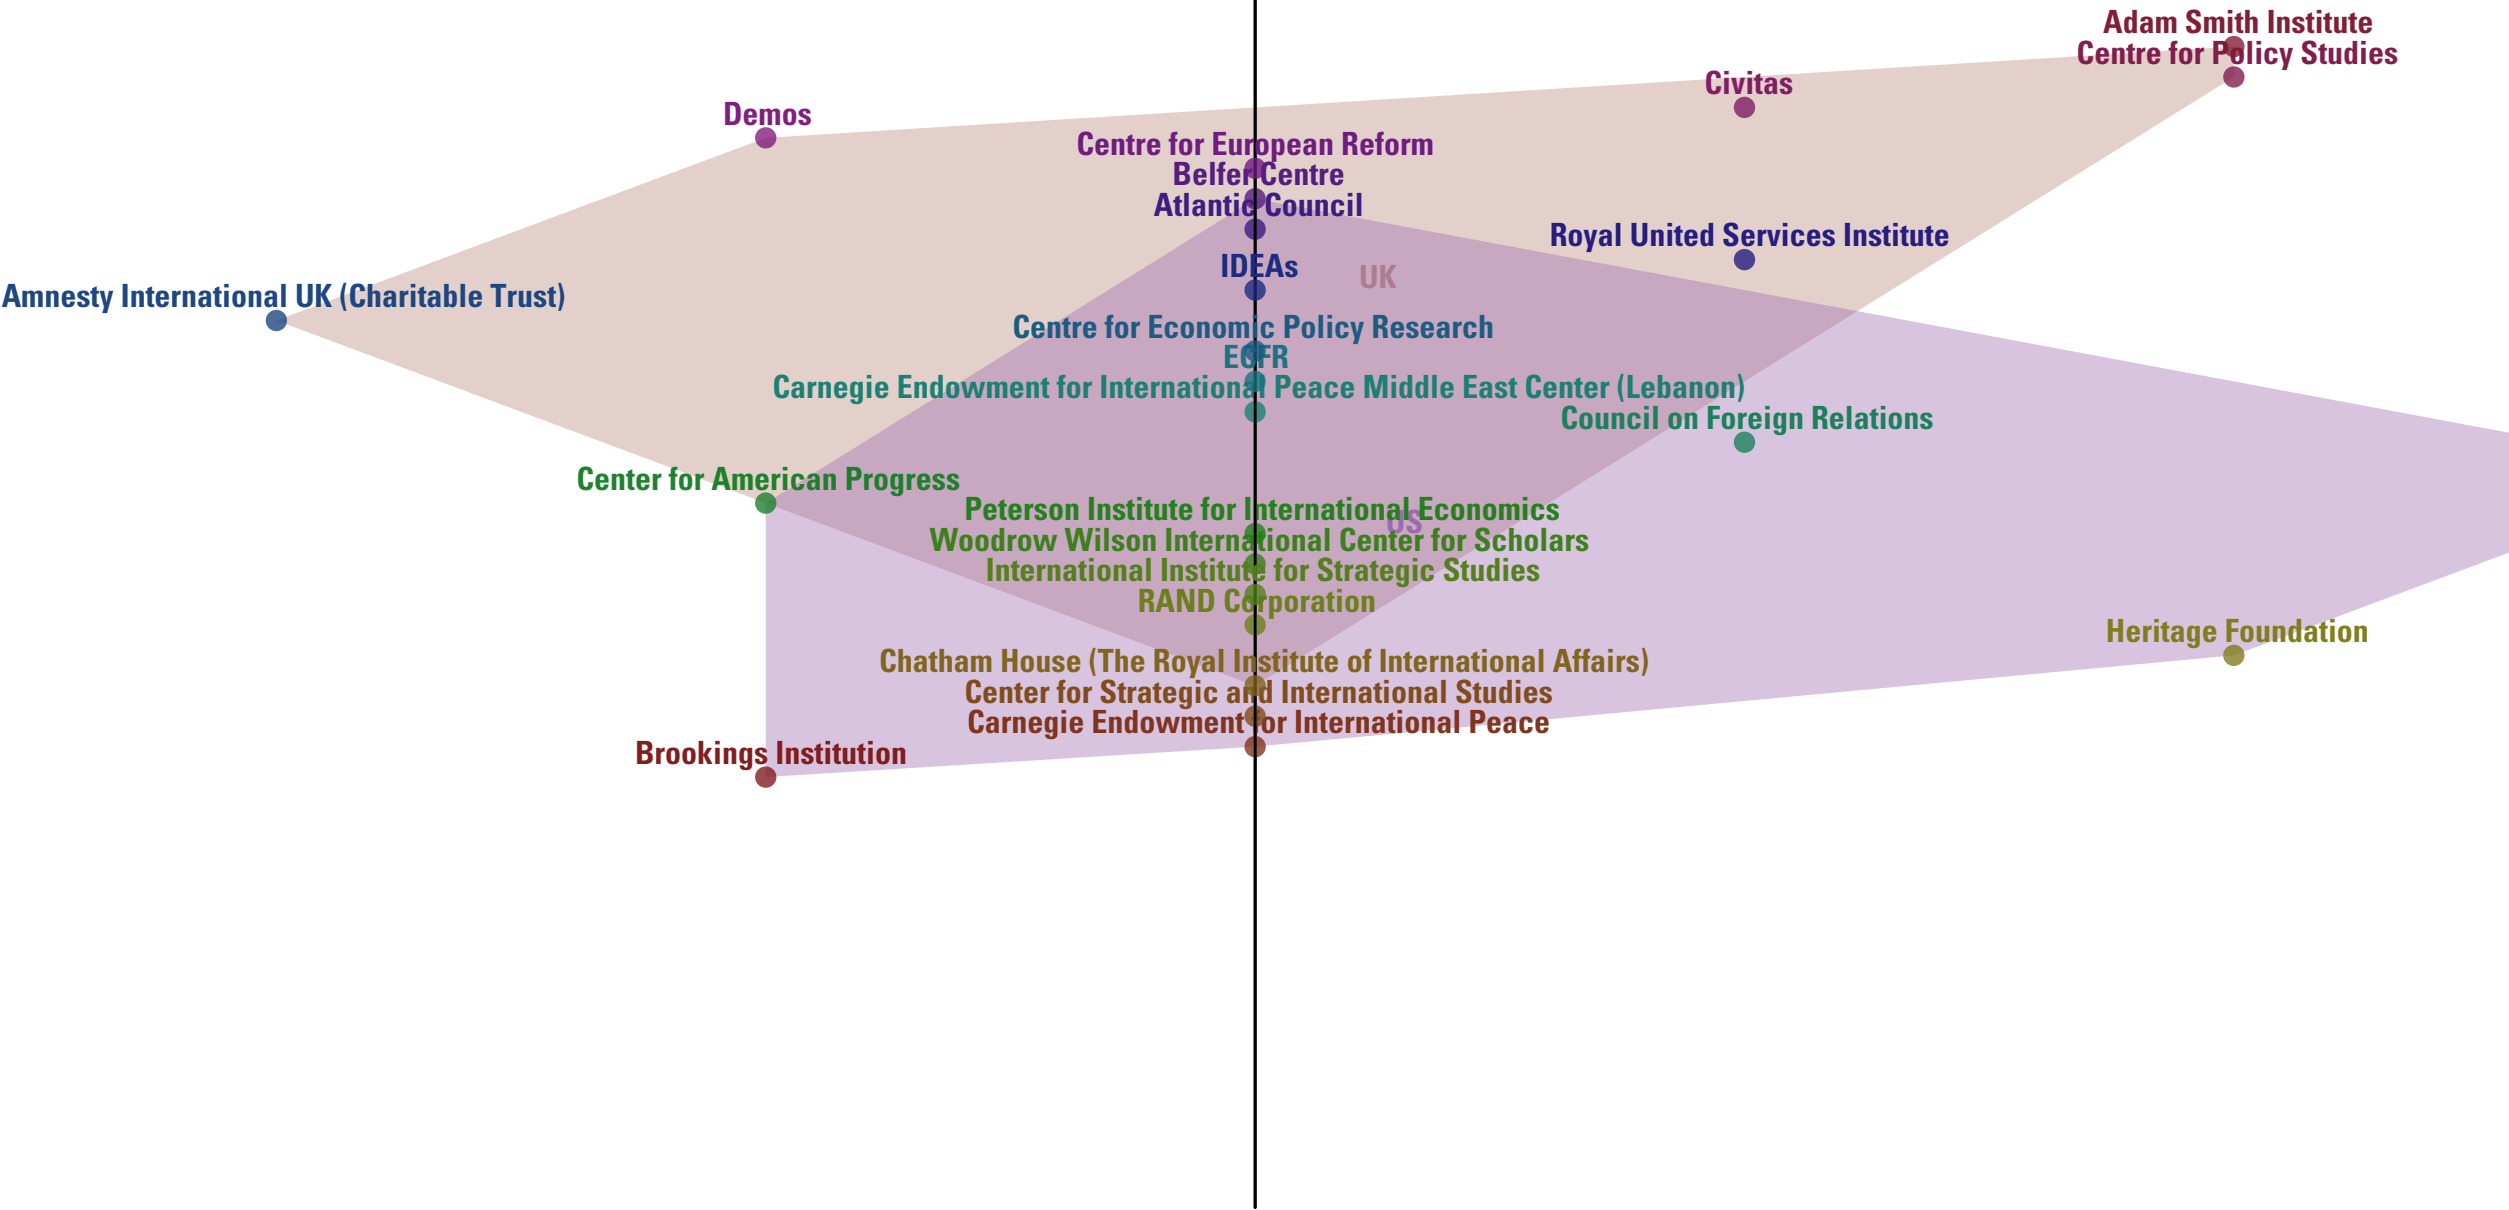 Adam Smith Institute
Centre for Policy Studies
Civitas
Demos
Centre for European Reform
Belfer Centre
Atlantic Council
Royal United Services Institute
IDEAs
UK
Amnesty International UK (Charitable Trust)
Centre for Economic Policy Research
ECFR
Carnegie Endowment for International Peace Middle East Center (Lebanon)
Council on Foreign Relations
Center for American Progress
Peterson Institute for International Economics
US
Woodrow Wilson International Center for Scholars
International Institute for Strategic Studies
RAND Corporation
Heritage Foundation
Chatham House (The Royal Institute of International Affairs)
Center for Strategic and International Studies
Carnegie Endowment for International Peace
Brookings Institution